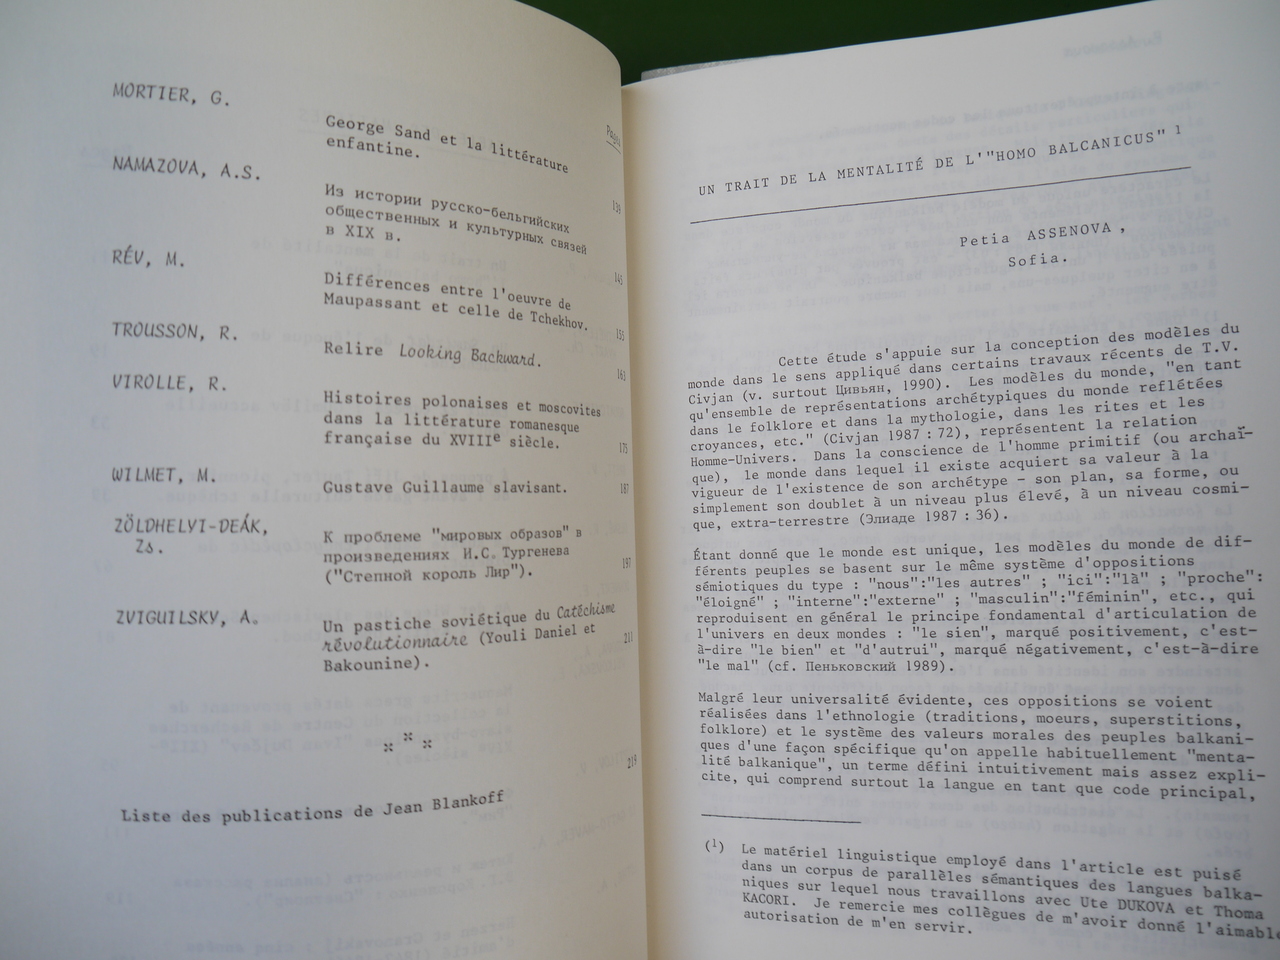 Pages
MORTIER, G.
George Sand et la littérature
enfantine.
139
NAMAZOVA, A.S.
Из истории русско-бельгийских
общественных и культурных связей
в XIX в.
145
RÉV, M.
Différences entre l'oeuvre de
Maupassant et celle de Tchekhov.
155
TROUSSON, R.
Relire Looking Backward.
163
VIROLLE, R.
Histoires polonaises et moscovites
dans la littérature romanesque
française du XVIIIe siècle.
175
WILMET, M.
Gustave Guillaume slavisant.
187
ZÖLDHELYI-DEÁK,
Zs.
К проблеме "мировых образов" в
произведениях И.С. Тургенева
("Степной король Лир").
197
ZVIGUILSKY, A.
Un pastiche soviétique du Catéchisme
révolutionnaire (Youli Daniel et
Bakounine).
211
Liste des publications de Jean Blankoff
219
UN TRAIT DE LA MENTALITÉ DE L'"HOMO BALCANICUS" 1
Petia ASSENOVA,
Sofia.
Cette étude s'appuie sur la conception des modèles du
monde dans le sens appliqué dans certains travaux récents de T.V.
Civjan (v. surtout Цивьян, 1990). Les modèles du monde, "en tant
qu'ensemble de représentations archétypiques du monde reflétées
dans le folklore et dans la mythologie, dans les rites et les
croyances, etc." (Civjan 1987 : 72), représentent la relation
Homme-Univers. Dans la conscience de l'homme primitif (ou archaï-
que), le monde dans lequel il existe acquiert sa valeur à la
vigueur de l'existence de son archétype - son plan, sa forme, ou
simplement son doublet à un niveau plus élevé, à un niveau cosmi-
que, extra-terrestre (Элиаде 1987 : 36).
Étant donné que le monde est unique, les modèles du monde de dif-
férents peuples se basent sur le même système d'oppositions
sémiotiques du type : "nous":"les autres" ; "ici":"là" ; "proche":
"éloigné" ; "interne":"externe" ; "masculin":"féminin", etc., qui
reproduisent en général le principe fondamental d'articulation de
l'univers en deux mondes : "le sien", marqué positivement, c'est-
à-dire "le bien" et "d'autrui", marqué négativement, c'est-à-dire
"le mal" (cf. Пеньковский 1989).
Malgré leur universalité évidente, ces oppositions se voient
réalisées dans l'ethnologie (traditions, moeurs, superstitions,
folklore) et le système des valeurs morales des peuples balkani-
ques d'une façon spécifique qu'on appelle habituellement "menta-
lité balkanique", un terme défini intuitivement mais assez expli-
cite, qui comprend surtout la langue en tant que code principal,
(1) Le matériel linguistique employé dans l'article est puisé
dans un corpus de parallèles sémantiques des langues balka-
niques sur lequel nous travaillons avec Ute DUKOVA et Thoma
KACORI. Je remercie mes collègues de m'avoir donné l'aimable
autorisation de m'en servir.